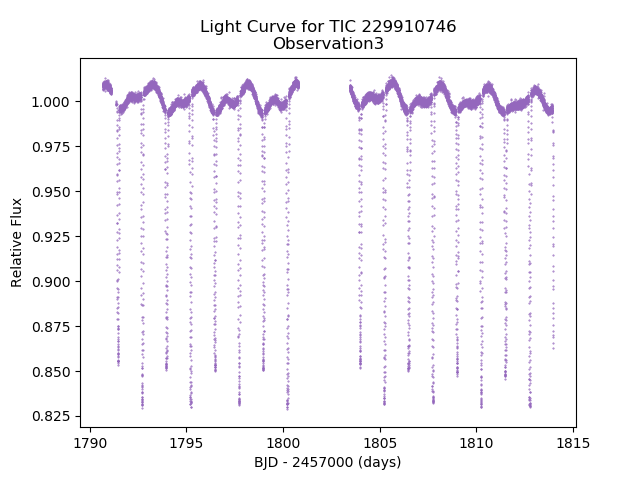 Light Curve for TIC 229910746
Observation3
1.000
0.975
0.950
0.925
0.900
0.875
0.850
0.825
Relative Flux
1790 1795 1800 1805 1810 1815
BJD - 2457000 (days)